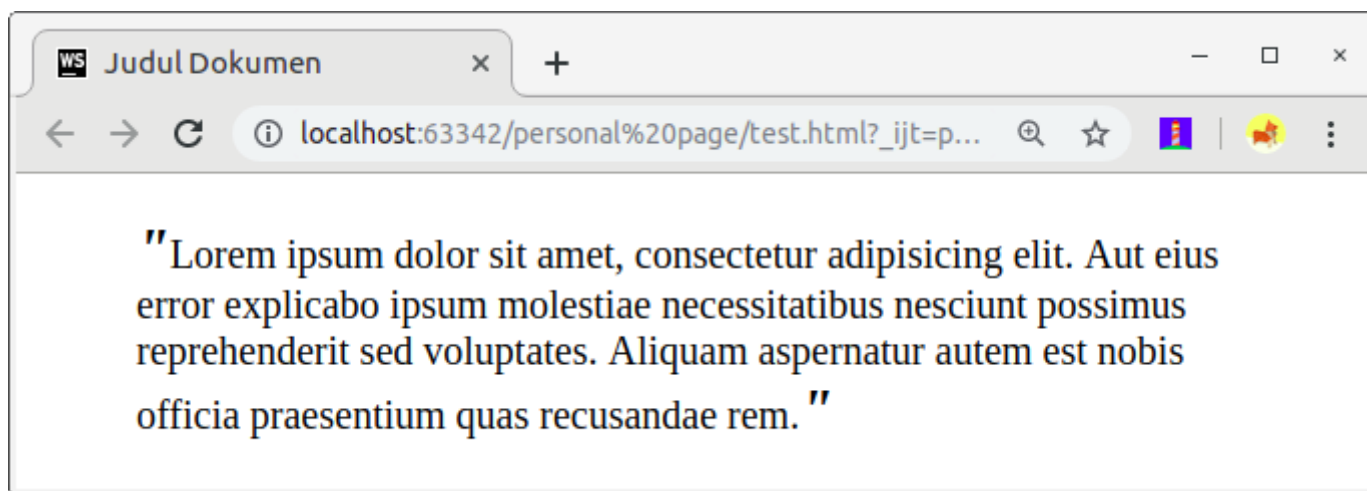 WS Judul Dokumen
localhost:63342/personal%20page/test.html?_ijt=p...
"Lorem ipsum dolor sit amet, consectetur adipisicing elit. Aut eius
error explicabo ipsum molestiae necessitatibus nesciunt possimus
reprehenderit sed voluptates. Aliquam aspernatur autem est nobis
officia praesentium quas recusandae rem."